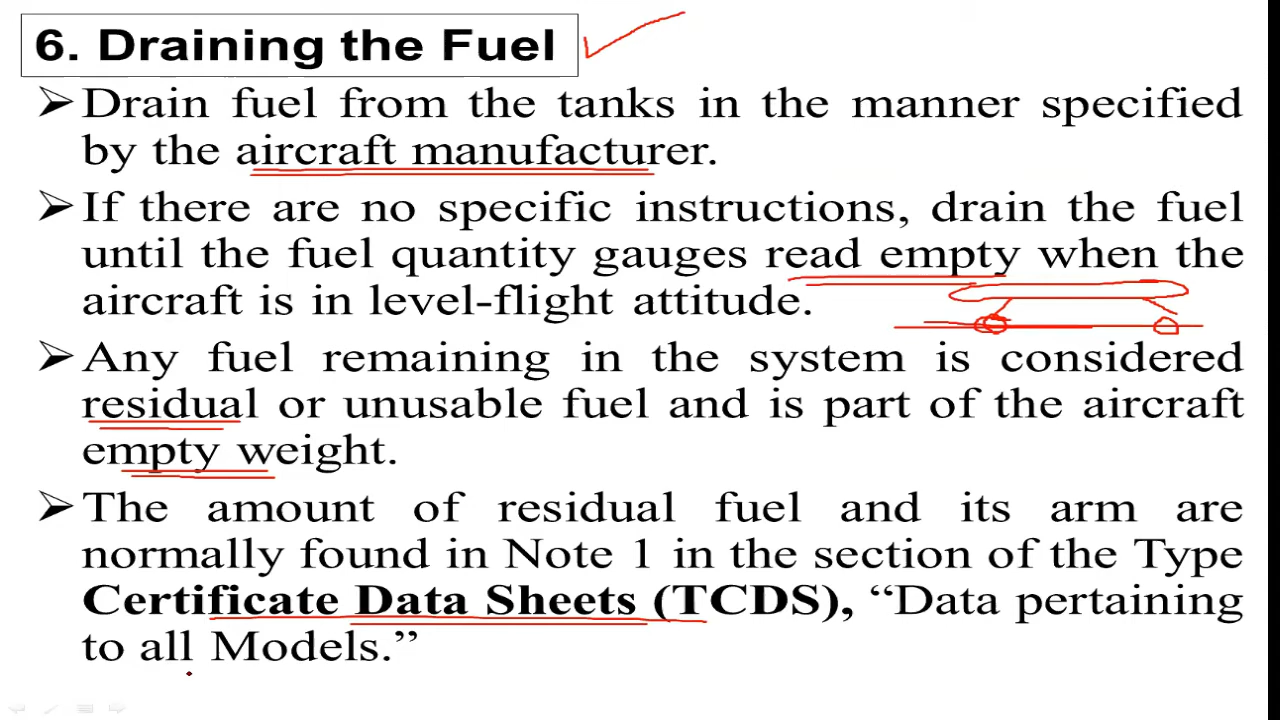 6. Draining the Fuel
➢ Drain fuel from the tanks in the manner specified
by the aircraft manufacturer.
➢ If there are no specific instructions, drain the fuel
until the fuel quantity gauges read empty when the
aircraft is in level-flight attitude.
➢ Any fuel remaining in the system is considered
residual or unusable fuel and is part of the aircraft
empty weight.
➢ The amount of residual fuel and its arm are
normally found in Note 1 in the section of the Type
Certificate Data Sheets (TCDS), “Data pertaining
to all Models.”